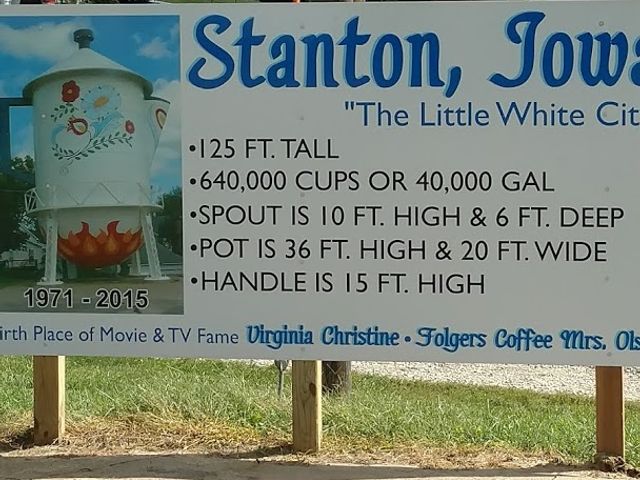 Stanton, Iowa
"The Little White Cit
•125 FT. TALL
•640,000 CUPS OR 40,000 GAL
•SPOUT IS 10 FT. HIGH & 6 FT. DEEP
•POT IS 36 FT. HIGH & 20 FT. WIDE
•HANDLE IS 15 FT. HIGH
1971 - 2015
irth Place of Movie & TV Fame Virginia Christine • Folgers Coffee Mrs. Ols